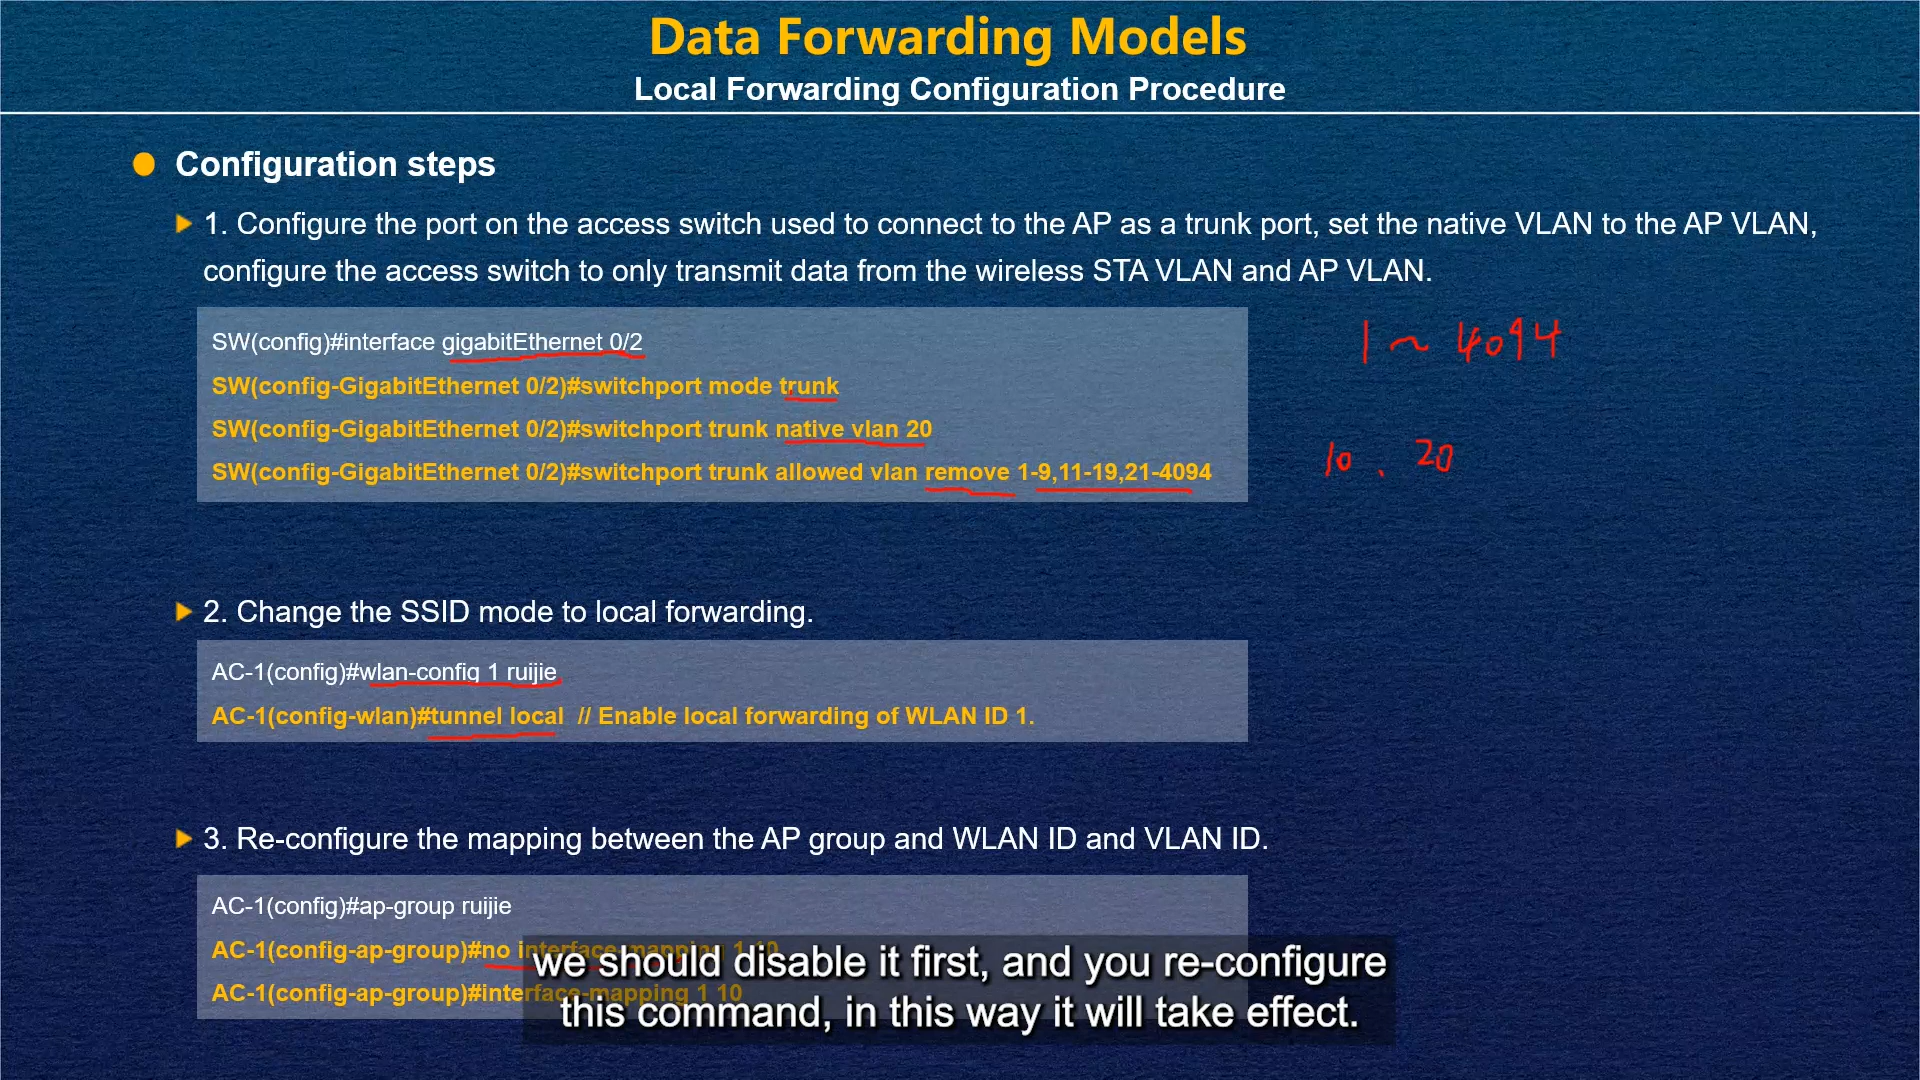 Data Forwarding Models
Local Forwarding Configuration Procedure
Configuration steps
1. Configure the port on the access switch used to connect to the AP as a trunk port, set the native VLAN to the AP VLAN,
configure the access switch to only transmit data from the wireless STA VLAN and AP VLAN.
SW(config)#interface gigabitEthernet 0/2
SW(config-GigabitEthernet 0/2)#switchport mode trunk
SW(config-GigabitEthernet 0/2)#switchport trunk native vlan 20
SW(config-GigabitEthernet 0/2)#switchport trunk allowed vlan remove 1-9,11-19,21-4094
1 ~ 4094
10 . 20
2. Change the SSID mode to local forwarding.
AC-1(config)#wlan-config 1 ruijie
AC-1(config-wlan)#tunnel local // Enable local forwarding of WLAN ID 1.
3. Re-configure the mapping between the AP group and WLAN ID and VLAN ID.
AC-1(config)#ap-group ruijie
AC-1(config-ap-group)#no interface-mapping 1 10
AC-1(config-ap-group)#interface-mapping 1 10
we should disable it first, and you re-configure
this command, in this way it will take effect.